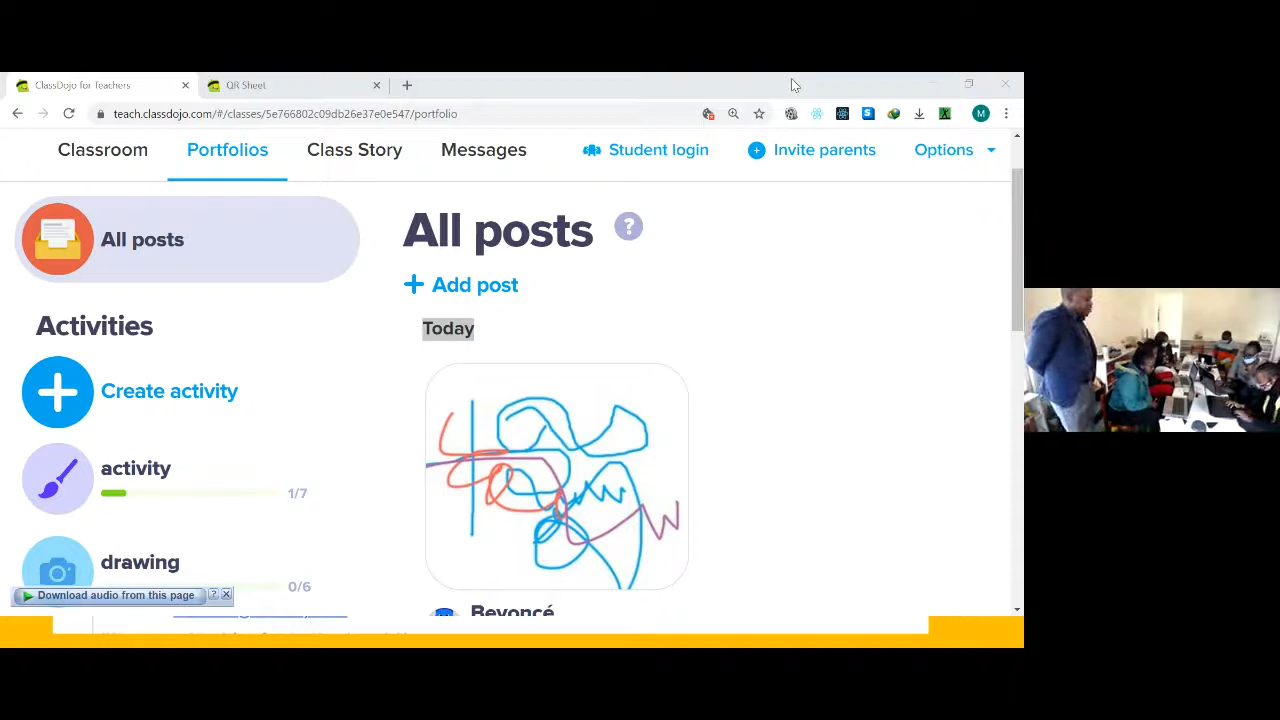 ClassDojo for Teachers
QR Sheet
teach.classdojo.com/#/classes/5e766802c09db26e37e0e547/portfolio
M
Classroom Portfolios Class Story Messages Student login Invite parents Options
All posts
All posts ?
Add post
Activities
Today
Create activity
activity
1/7
drawing
0/6
Download audio from this page ?
Beyoncé